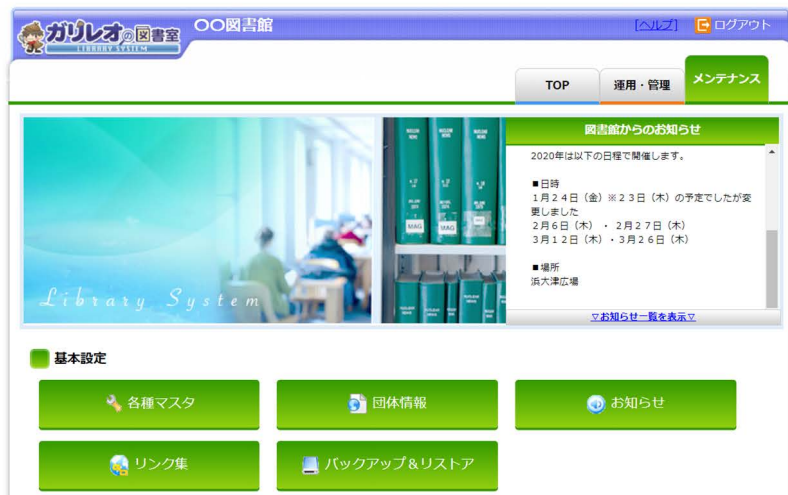 ガリレオの図書室
LIBRARY SYSTEM
〇〇図書館
[ヘルプ]
ログアウト
TOP
運用・管理
メンテナンス
図書館からのお知らせ
2020年は以下の日程で開催します。
■日時
1月24日（金）※23日（木）の予定でしたが変
更しました
2月6日（木） ・ 2月27日（木）
3月12日（木）・3月26日（木）
■場所
浜大津広場
▽お知らせ一覧を表示▽
MAG
MAG
Library System
基本設定
各種マスタ
団体情報
お知らせ
リンク集
バックアップ＆リストア